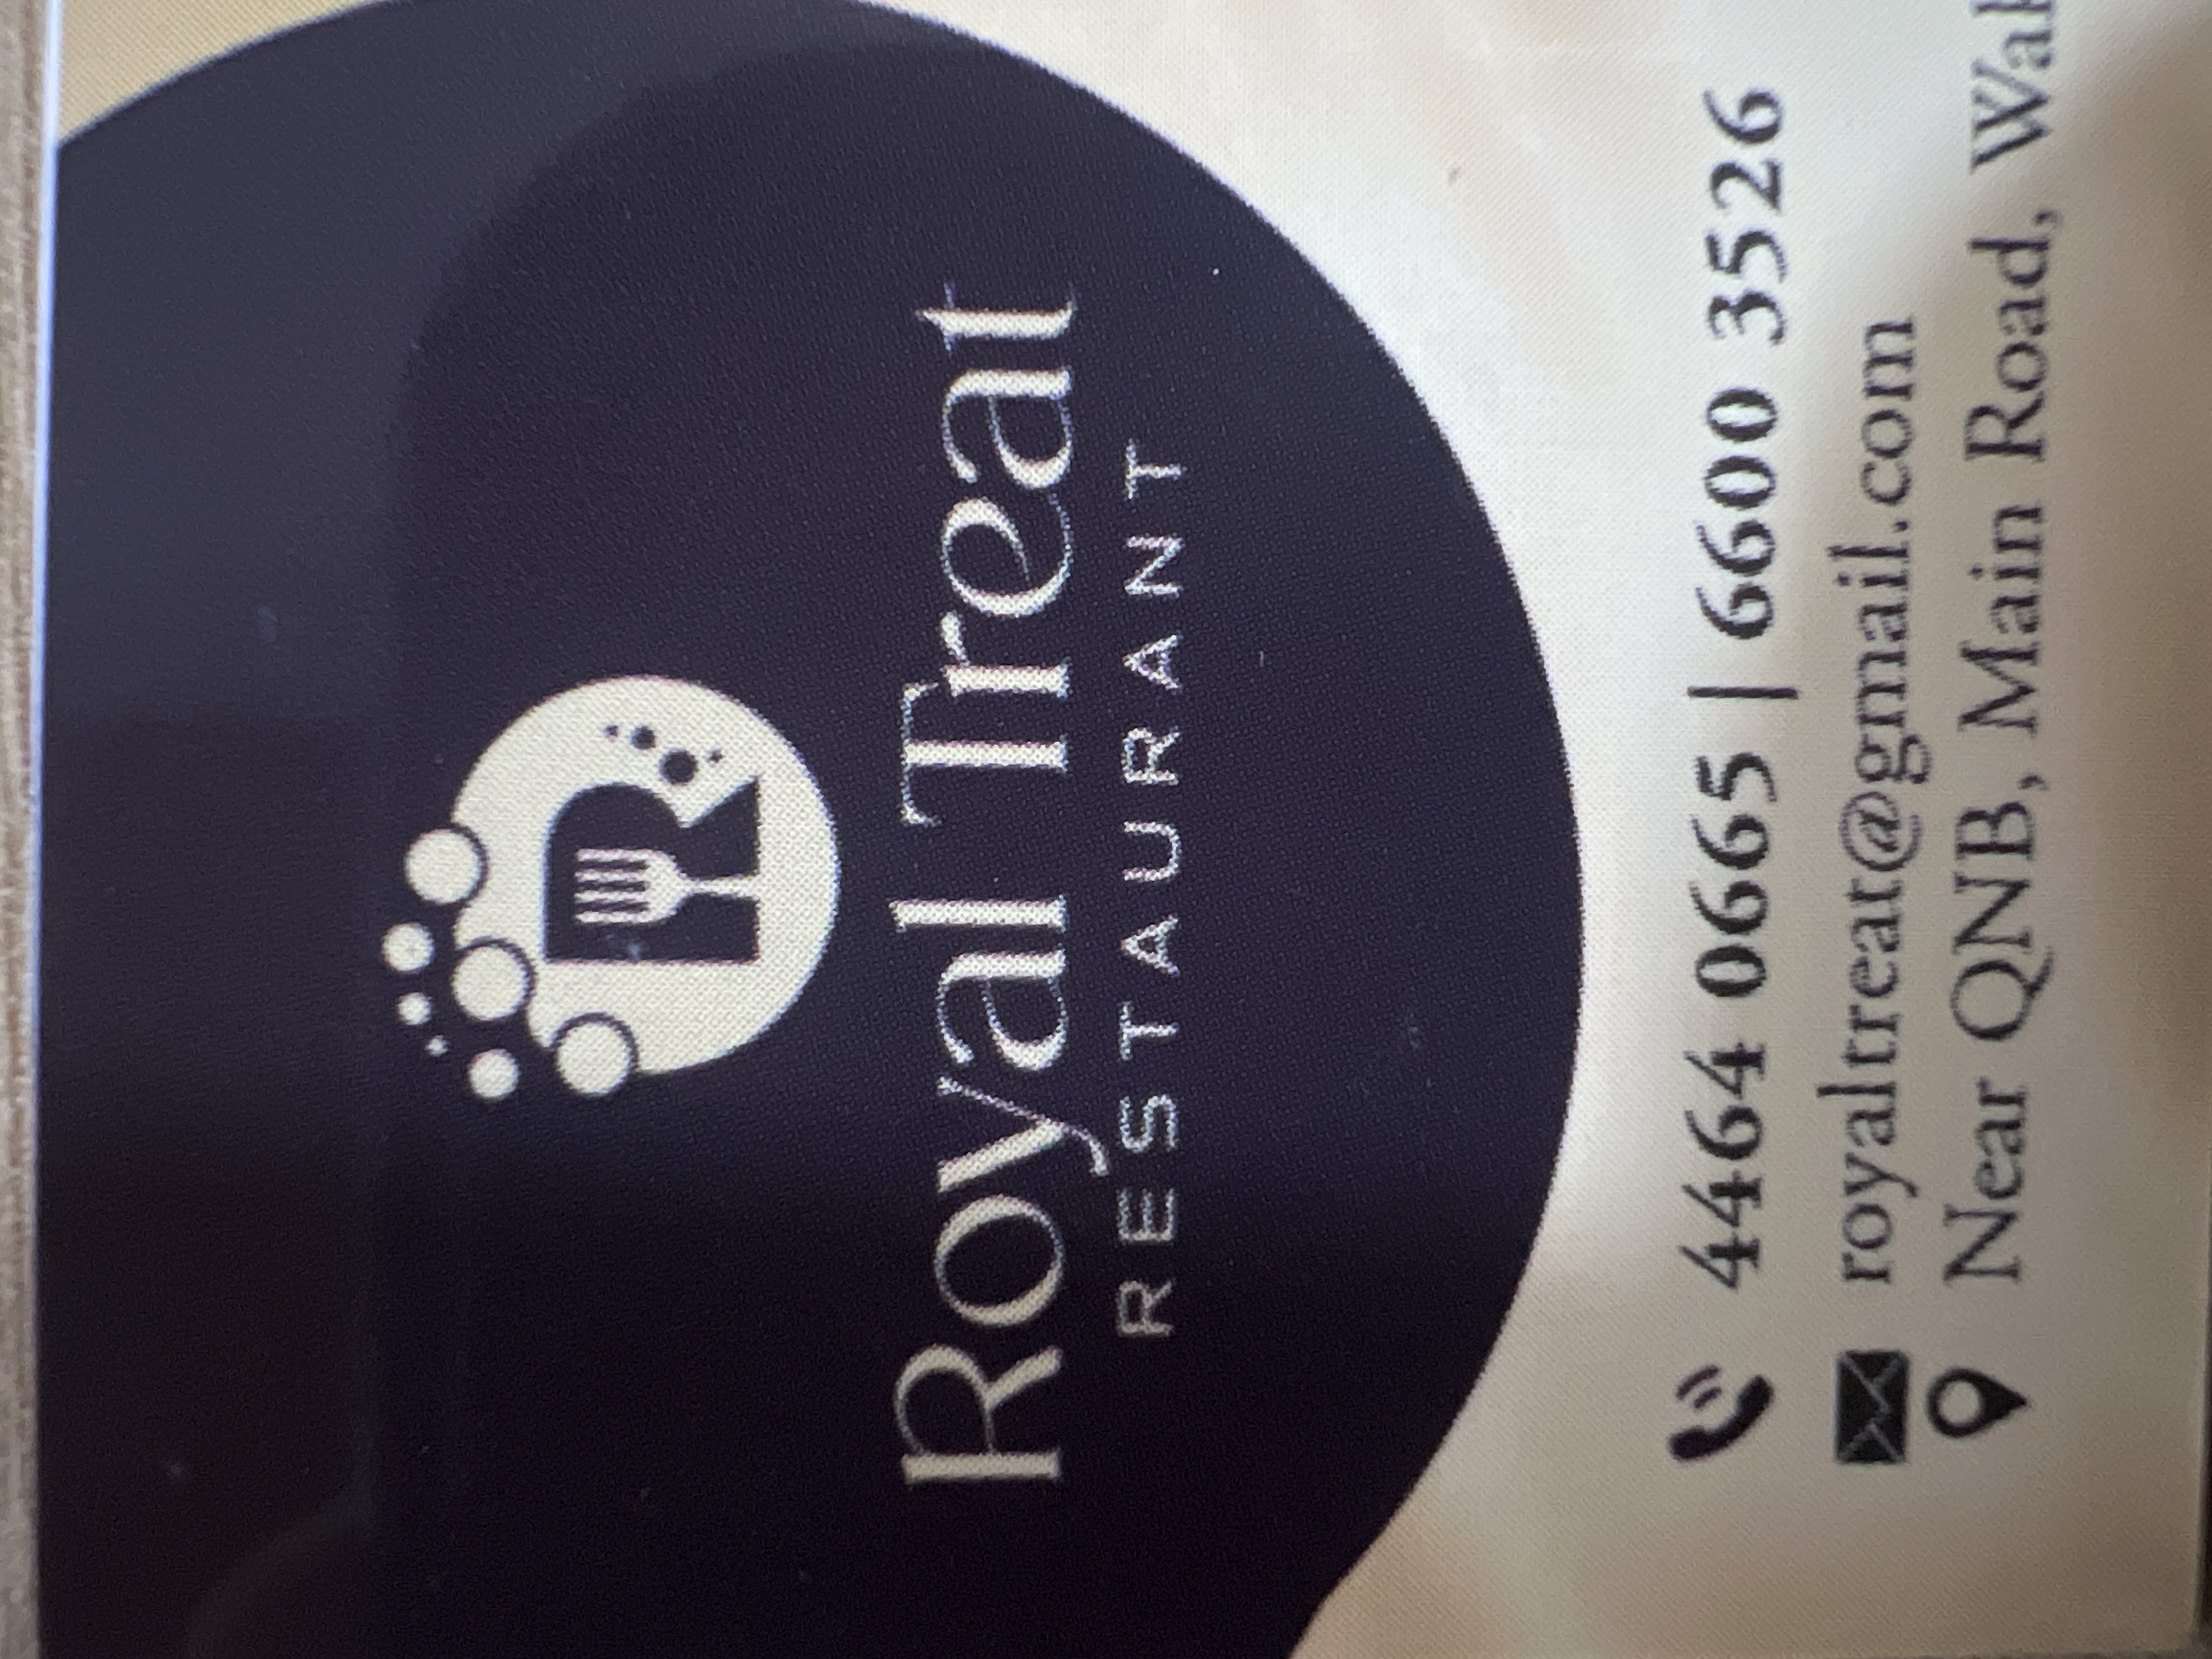 Royal Treat
RESTAURANT
4464 0665 | 6600 3526
royaltreat@gmail.com
Near QNB, Main Road,